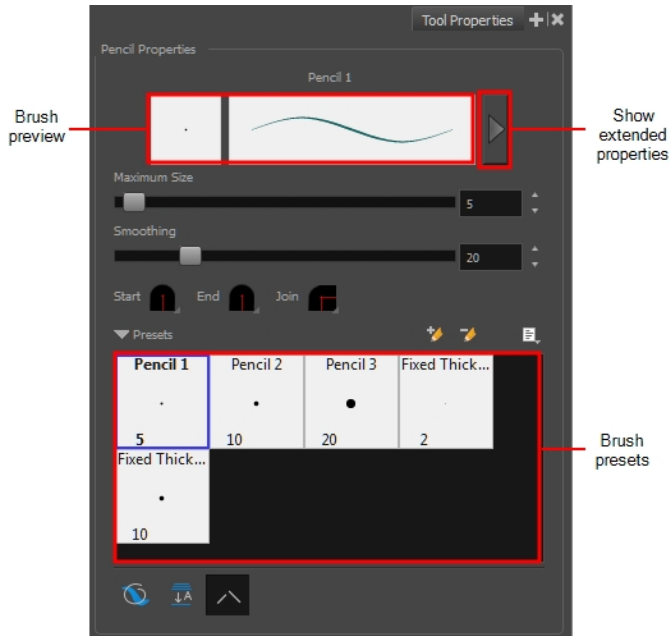 Tool Properties
Pencil Properties
Pencil 1
Brush
preview
Show
extended
properties
Maximum Size
5
Smoothing
20
Start End Join
Presets
Pencil 1 Pencil 2 Pencil 3 Fixed Thick...
5 10 20 2
Fixed Thick...
10
Brush
presets
A